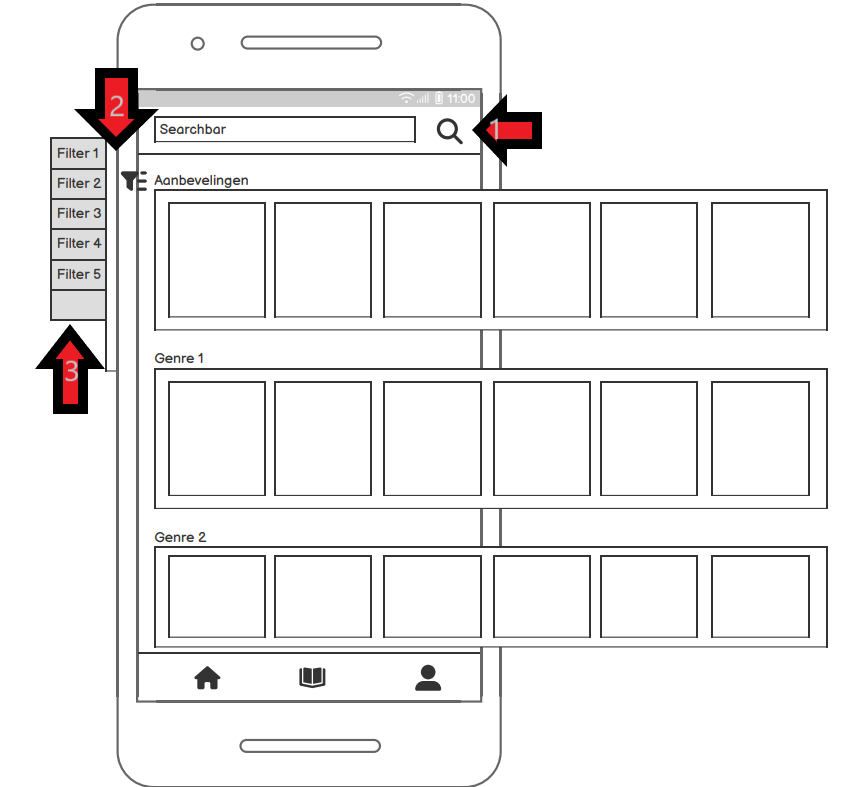 11:00
2
Searchbar
1
Filter 1
Filter 2
Filter 3
Filter 4
Filter 5
3
Aanbevelingen
Genre 1
Genre 2